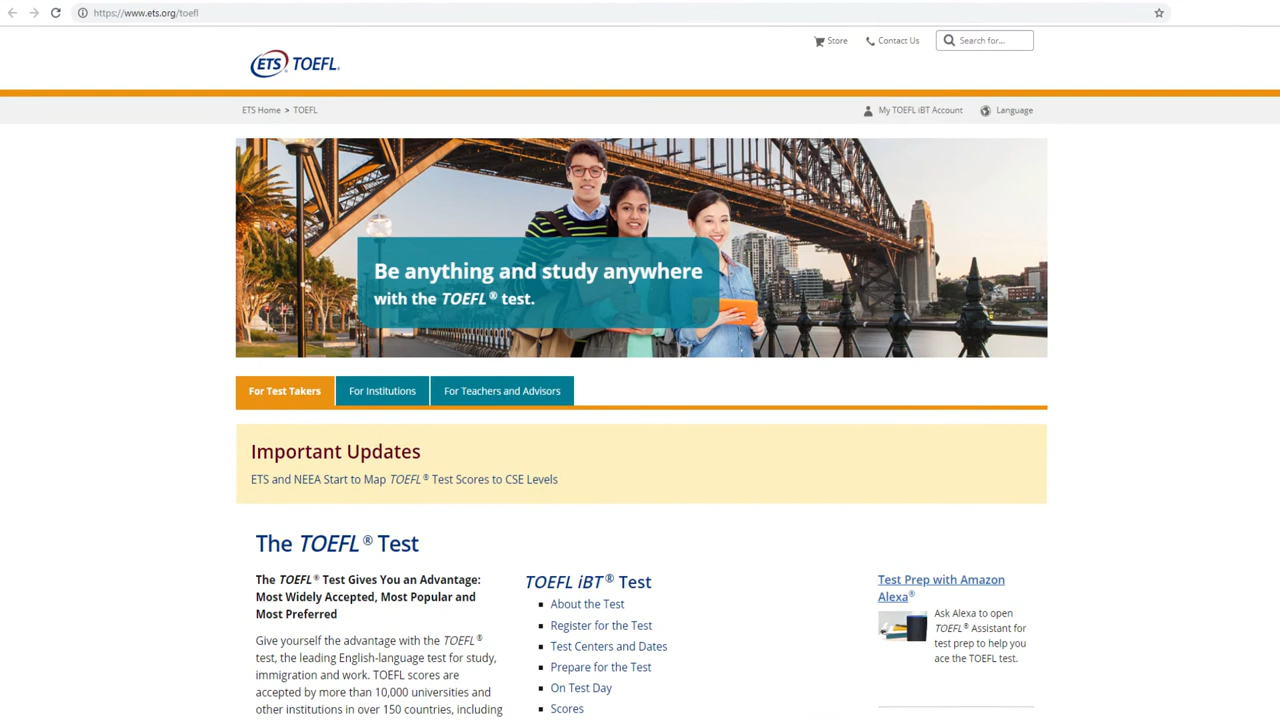 https://www.ets.org/toefl
Store
Contact Us
Search for...
ETS TOEFL
ETS Home > TOEFL
My TOEFL iBT Account
Language
Be anything and study anywhere
with the TOEFL® test.
For Test Takers
For Institutions
For Teachers and Advisors
Important Updates
ETS and NEEA Start to Map TOEFL® Test Scores to CSE Levels
The TOEFL® Test
The TOEFL® Test Gives You an Advantage:
Most Widely Accepted, Most Popular and
Most Preferred
Give yourself the advantage with the TOEFL®
test, the leading English-language test for study,
immigration and work. TOEFL scores are
accepted by more than 10,000 universities and
other institutions in over 150 countries, including
TOEFL iBT® Test
About the Test
Register for the Test
Test Centers and Dates
Prepare for the Test
On Test Day
Scores
Test Prep with Amazon
Alexa®
Ask Alexa to open
TOEFL® Assistant for
test prep to help you
ace the TOEFL test.